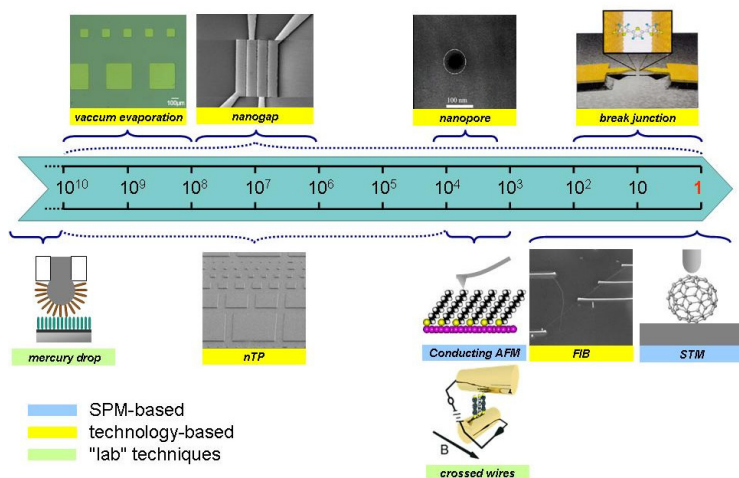 100µm
vaccum evaporation
nanogap
100 nm
nanopore
break junction
10¹⁰ 10⁹ 10⁸ 10⁷ 10⁶ 10⁵ 10⁴ 10³ 10² 10 1
mercury drop
nTP
Conducting AFM
FIB
STM
SPM-based
technology-based
"lab" techniques
B
crossed wires